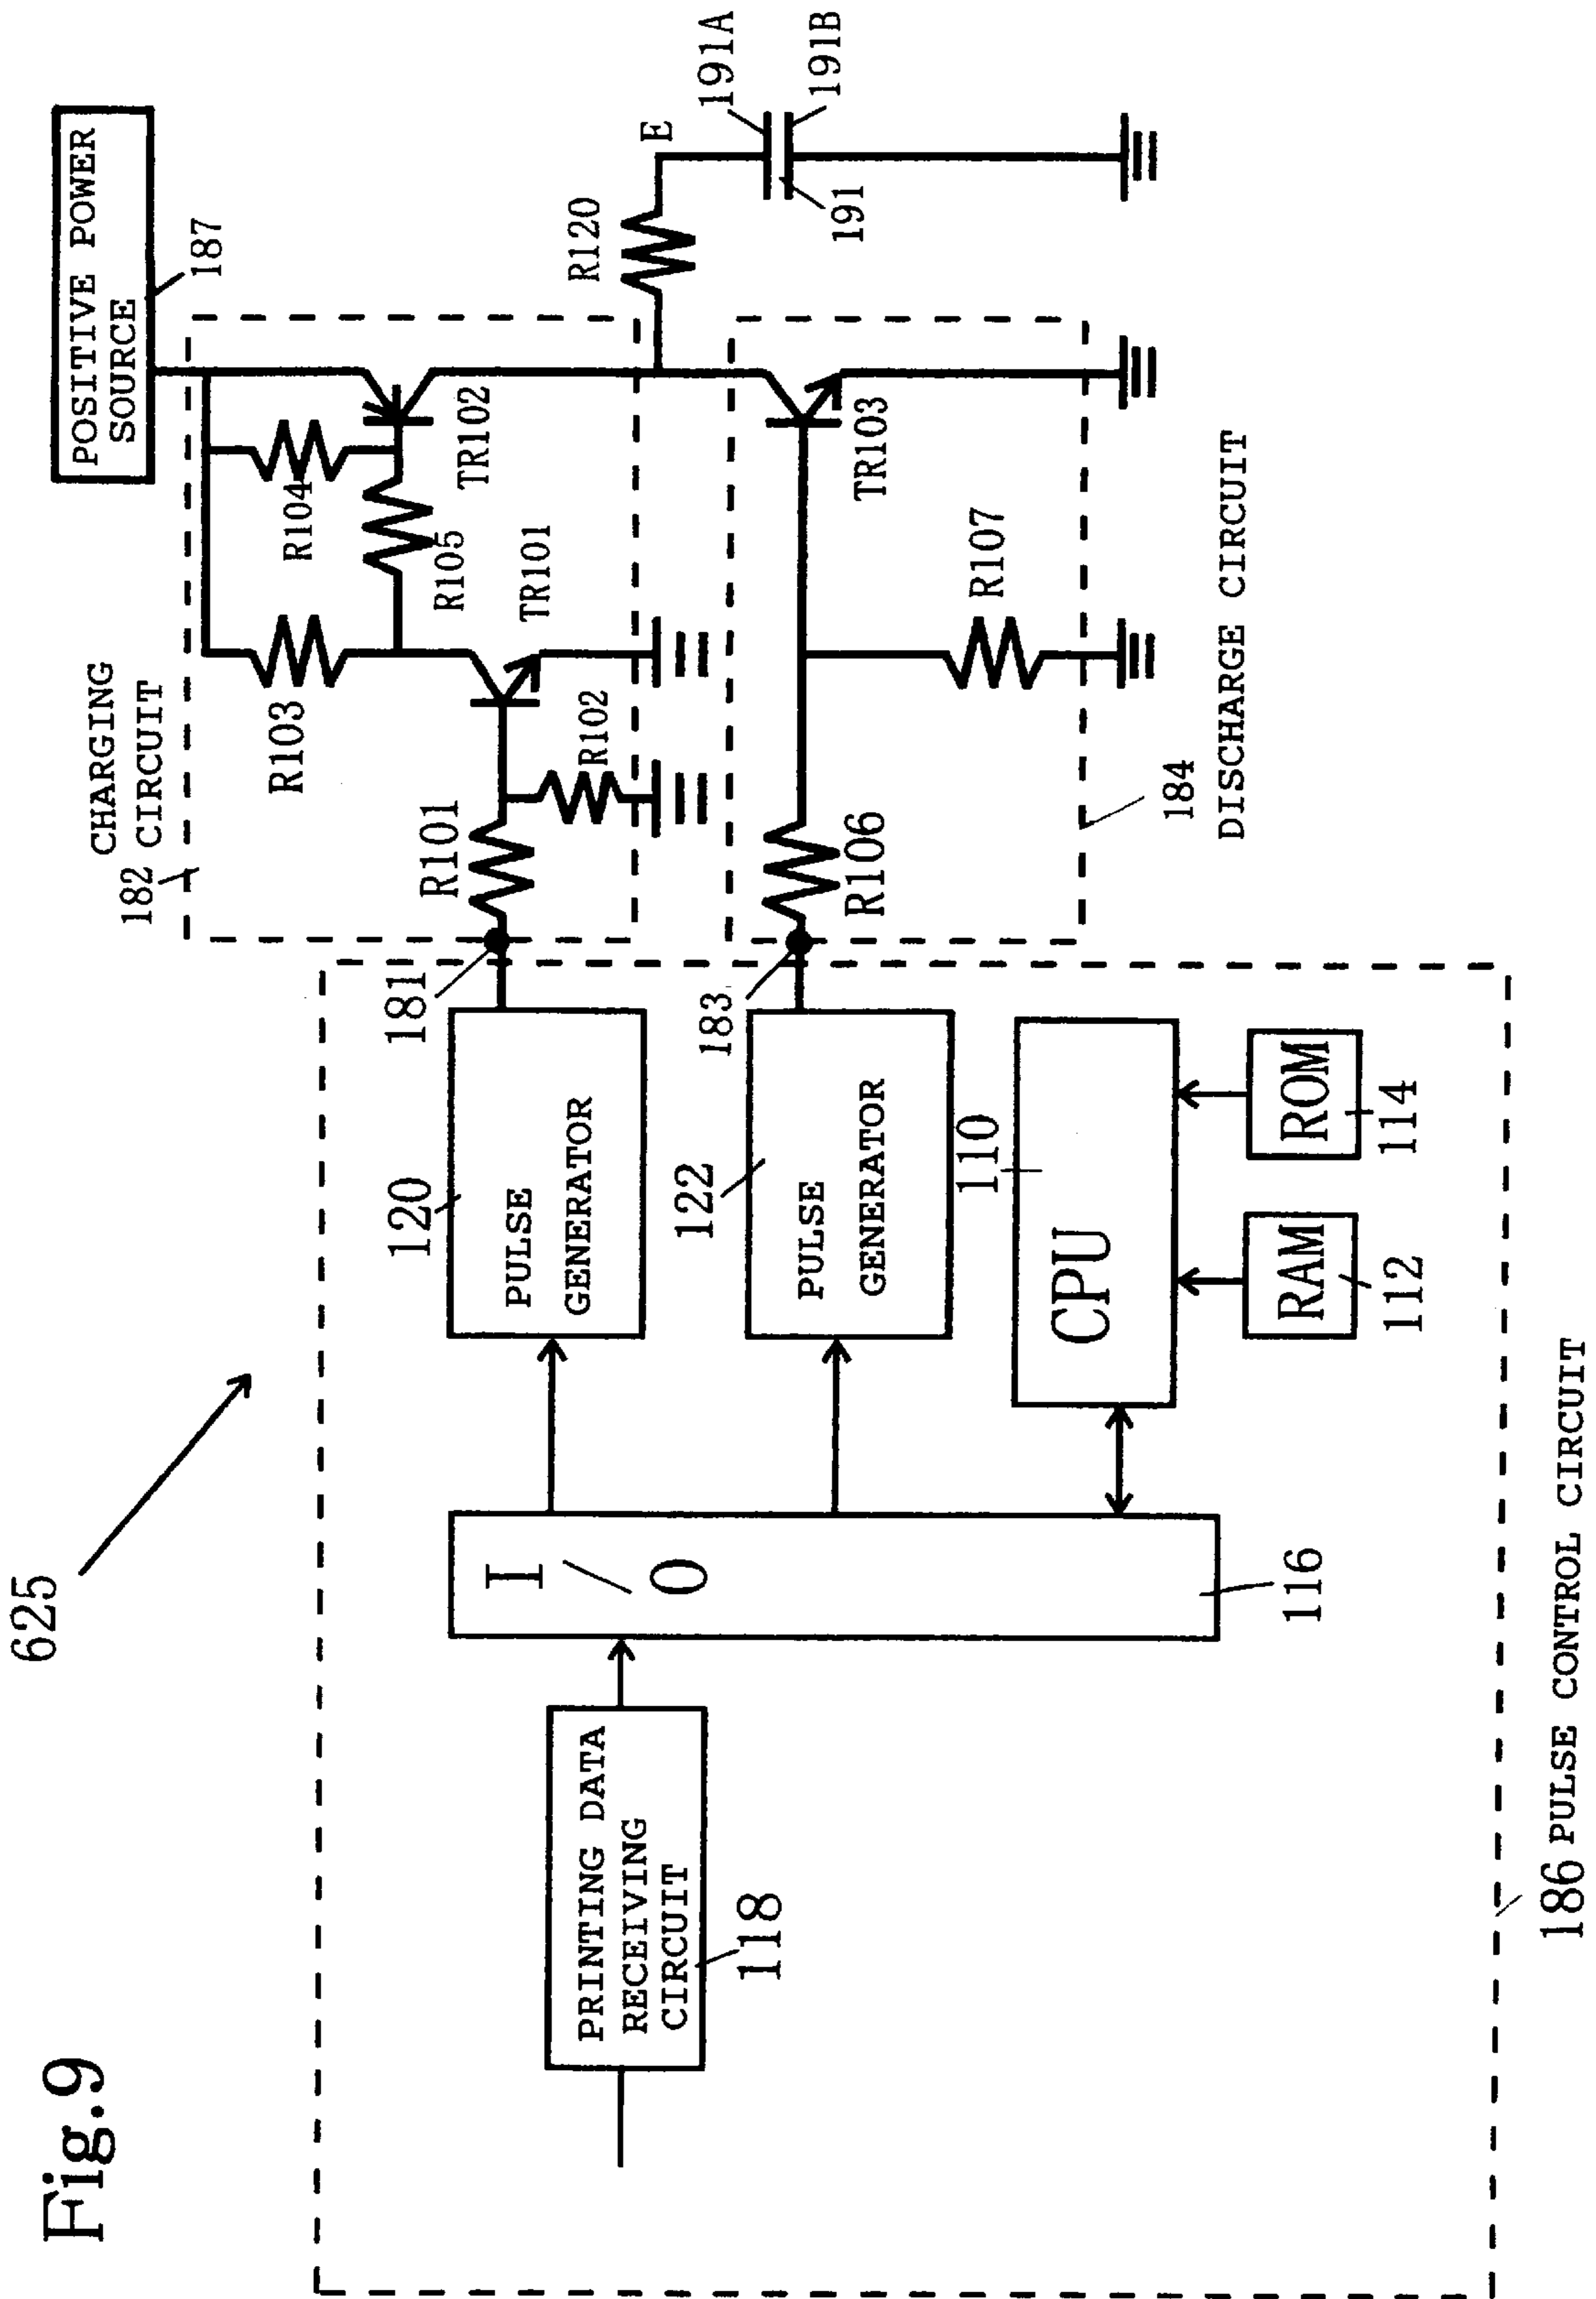 Fig.9
625
PRINTING DATA
RECEIVING
CIRCUIT
118
I/O
116
120
PULSE
GENERATOR
122
PULSE
GENERATOR
110
CPU
RAM
112
ROM
114
186 PULSE CONTROL CIRCUIT
181
183
CHARGING
182 CIRCUIT
R101
R102
R103
R104
R105
TR101
TR102
POSITIVE POWER
SOURCE
187
R106
R107
TR103
184
DISCHARGE CIRCUIT
R120
E
191A
191B
191